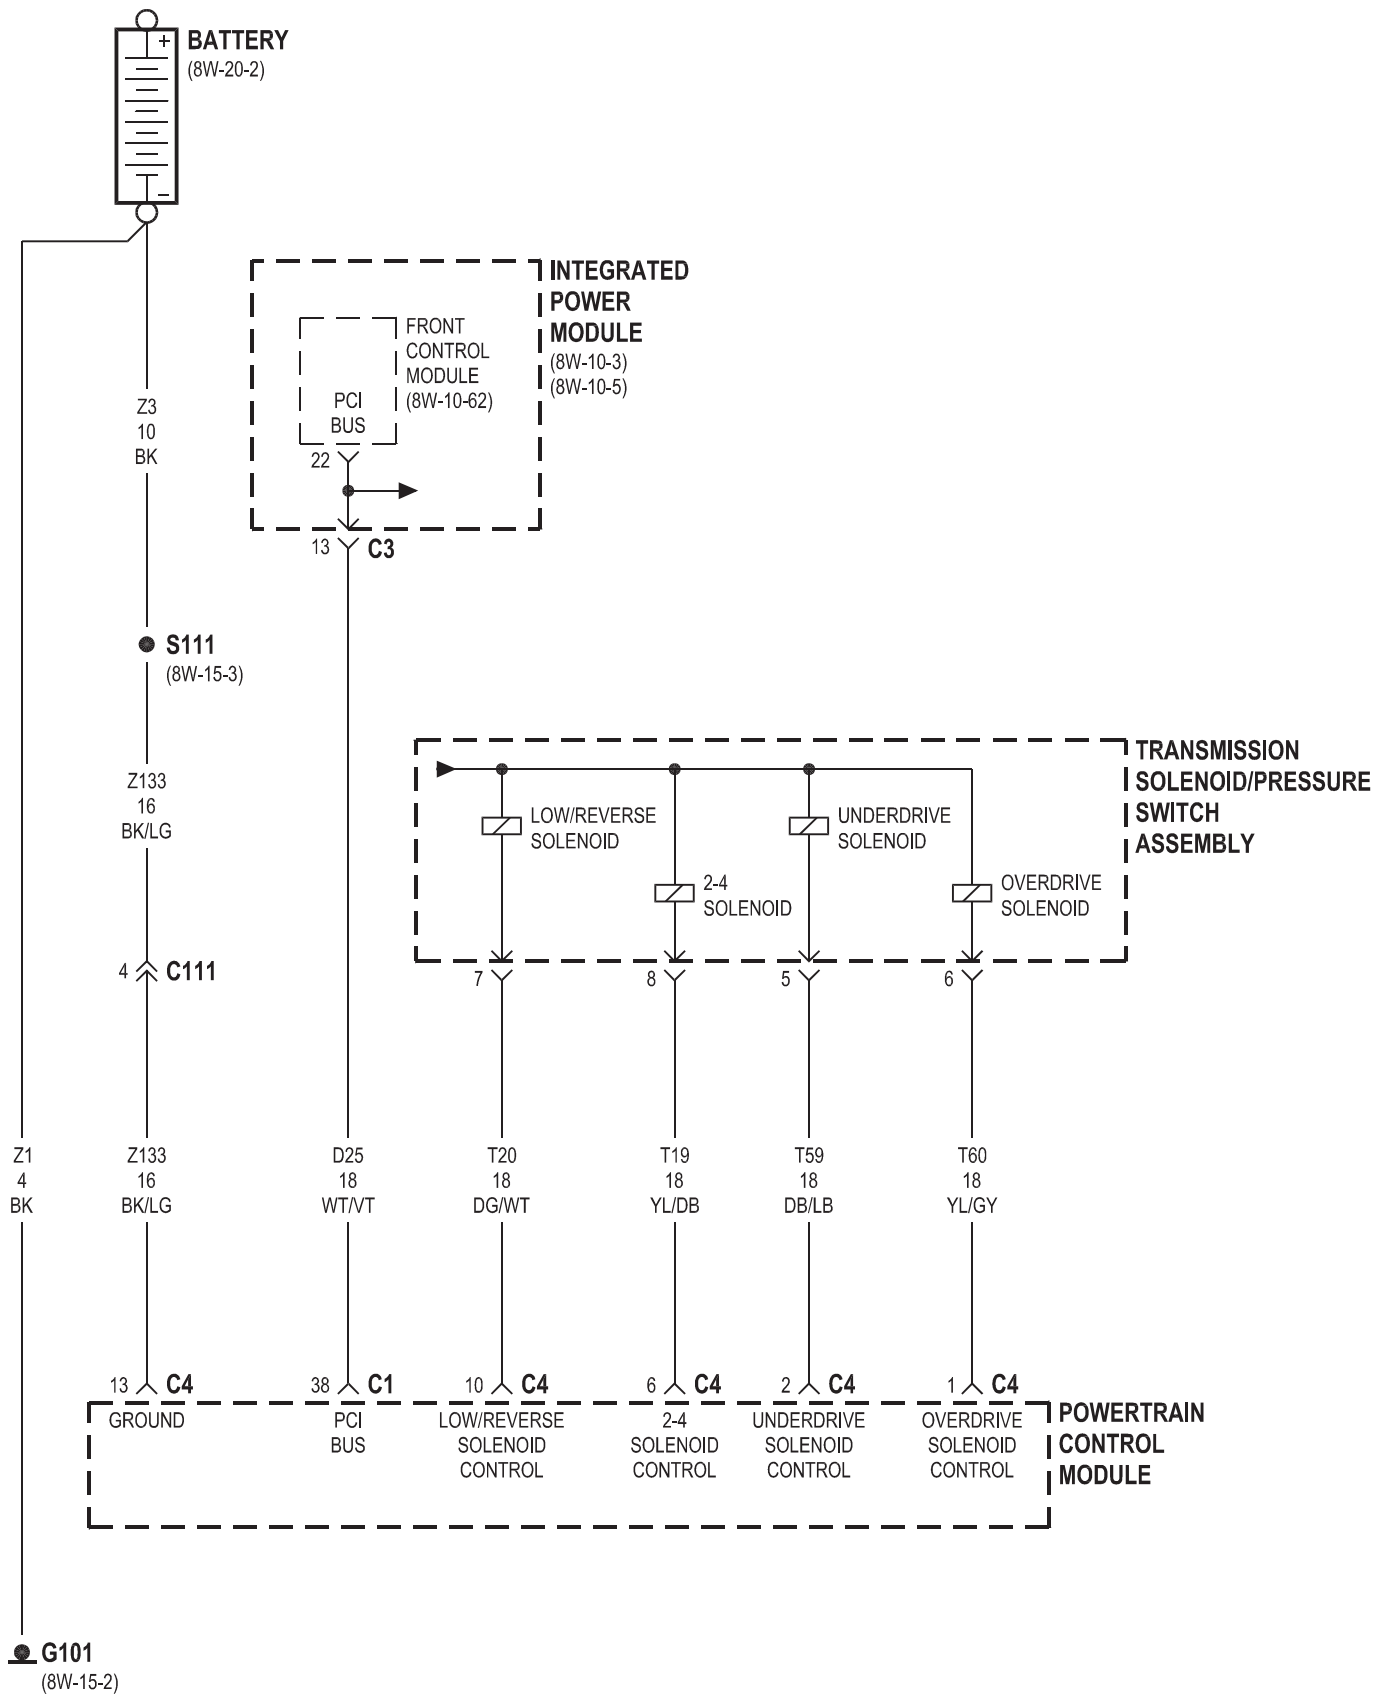 +
BATTERY
(8W-20-2)
–
INTEGRATED
POWER
MODULE
(8W-10-3)
(8W-10-5)
FRONT
CONTROL
MODULE
(8W-10-62)
PCI
BUS
22
13 C3
Z3
10
BK
S111
(8W-15-3)
Z133
16
BK/LG
4 C111
TRANSMISSION
SOLENOID/PRESSURE
SWITCH
ASSEMBLY
LOW/REVERSE
SOLENOID
2-4
SOLENOID
UNDERDRIVE
SOLENOID
OVERDRIVE
SOLENOID
7
8
5
6
Z1
4
BK
Z133
16
BK/LG
D25
18
WT/VT
T20
18
DG/WT
T19
18
YL/DB
T59
18
DB/LB
T60
18
YL/GY
13 C4
38 C1
10 C4
6 C4
2 C4
1 C4
GROUND
PCI
BUS
LOW/REVERSE
SOLENOID
CONTROL
2-4
SOLENOID
CONTROL
UNDERDRIVE
SOLENOID
CONTROL
OVERDRIVE
SOLENOID
CONTROL
POWERTRAIN
CONTROL
MODULE
G101
(8W-15-2)